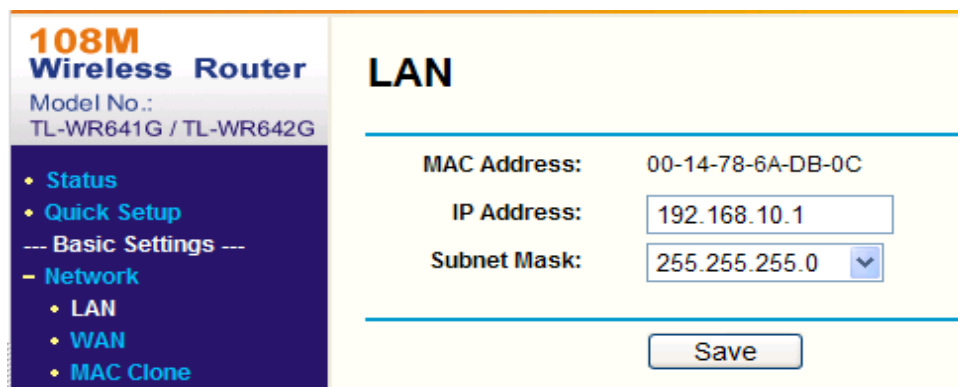 108M
Wireless Router
Model No.:
TL-WR641G / TL-WR642G
• Status
• Quick Setup
--- Basic Settings ---
– Network
• LAN
• WAN
• MAC Clone
LAN
MAC Address: 00-14-78-6A-DB-0C
IP Address: 192.168.10.1
Subnet Mask: 255.255.255.0
Save